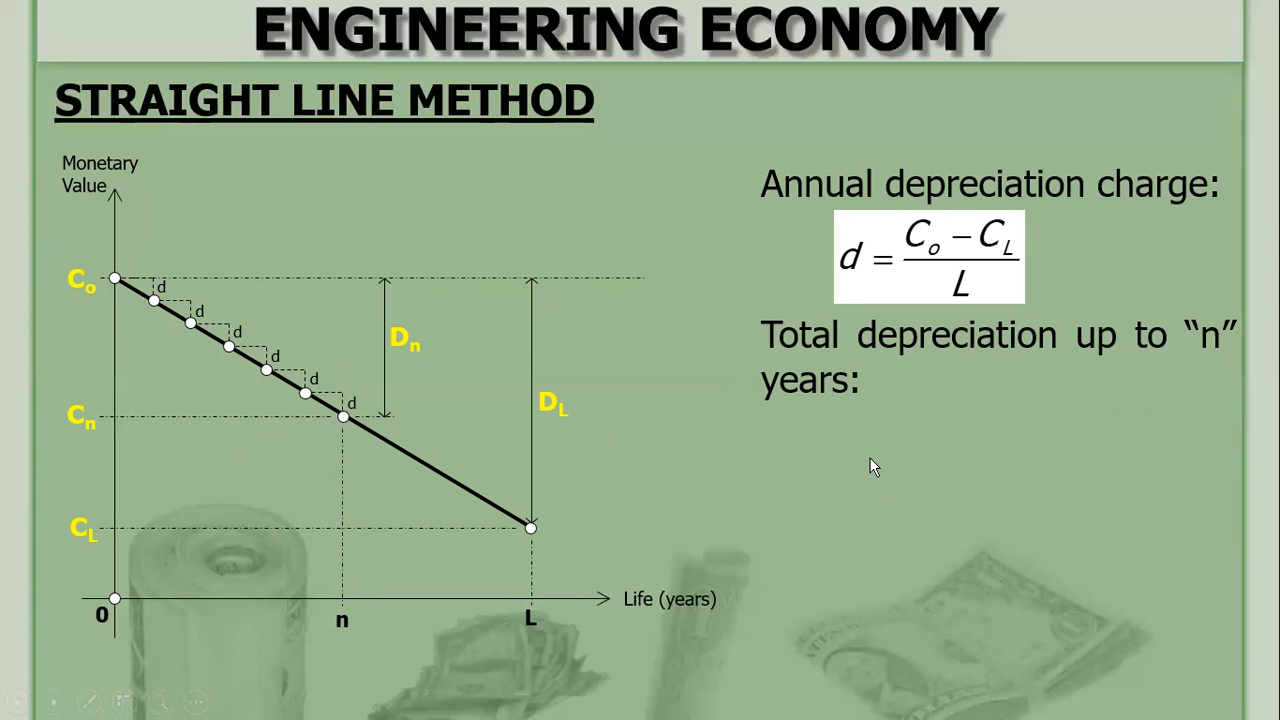 ENGINEERING ECONOMY
STRAIGHT LINE METHOD
Monetary
Value
Co
d
d
d
d
d
d
Dn
Cn
DL
CL
0
n
L
Life (years)
Annual depreciation charge:
d = Co − CL / L
Total depreciation up to “n”
years: